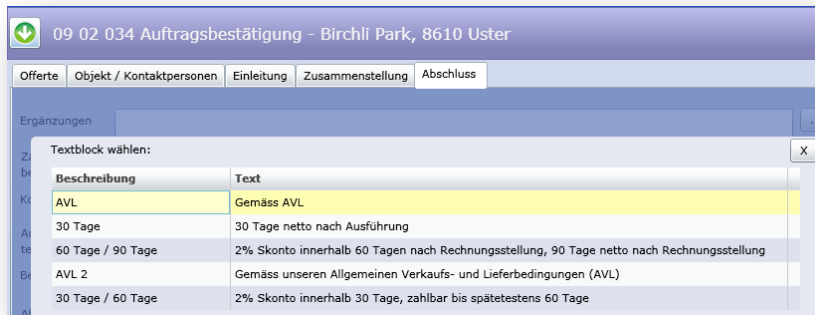 09 02 034 Auftragsbestätigung - Birchli Park, 8610 Uster
Offerte Objekt / Kontaktpersonen Einleitung Zusammenstellung Abschluss
Ergänzungen
Textblock wählen: X
Beschreibung Text
AVL Gemäss AVL
30 Tage 30 Tage netto nach Ausführung
60 Tage / 90 Tage 2% Skonto innerhalb 60 Tagen nach Rechnungsstellung, 90 Tage netto nach Rechnungsstellung
AVL 2 Gemäss unseren Allgemeinen Verkaufs- und Lieferbedingungen (AVL)
30 Tage / 60 Tage 2% Skonto innerhalb 30 Tage, zahlbar bis spätetestens 60 Tage